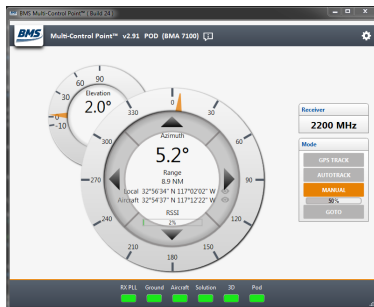 BMS Multi-Control Point™ | Build 24 |
BMS Multi-Control Point™ v2.91 POD (BMA 7100)
60 90
30 Elevation
2.0°
0
-10
0
330 30
300 60
-270 90-
240 120
210 150
180
Azimuth
5.2°
Range
8.9 NM
Local 32°56'34" N 117°02'02" W
Aircraft 32°54'37" N 117°12'22" W
RSSI
2%
Receiver
2200 MHz
Mode
GPS TRACK
AUTOTRACK
MANUAL
50 %
GOTO
RX PLL Ground Aircraft Solution 3D Pod